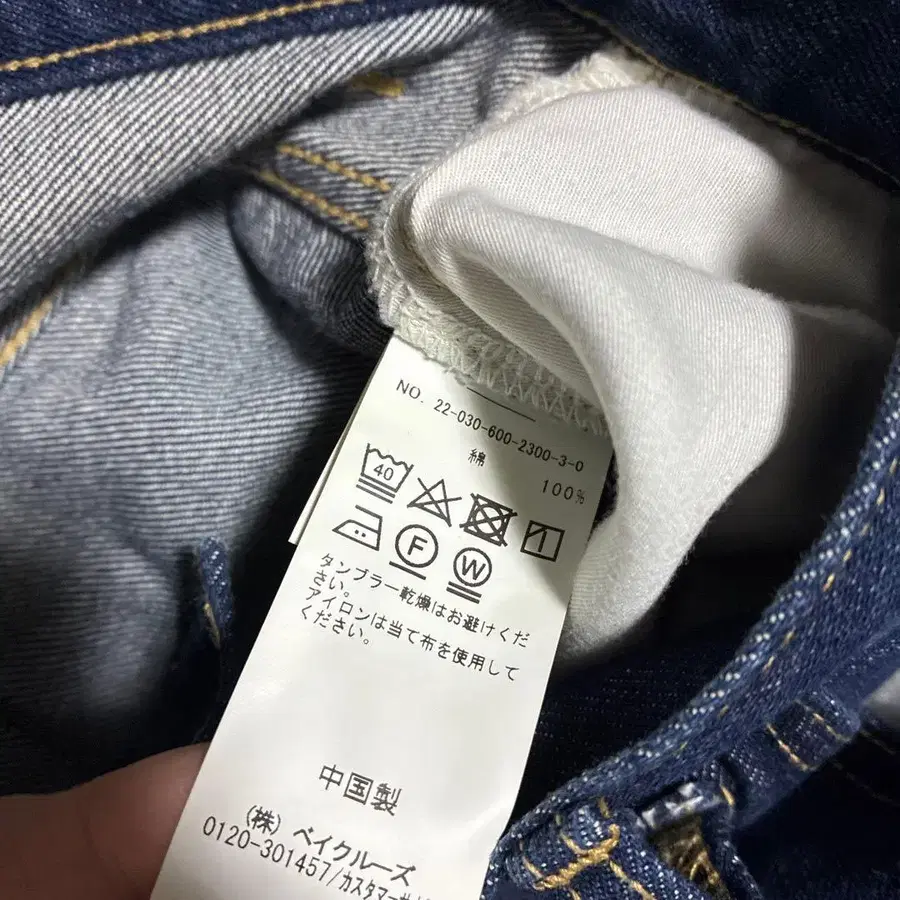 NO. 22-030-600-2300-3-0
綿
100%
40
F
W
タンブラー乾燥はお避けくだ
さい。
アイロンは当て布を使用して
ください。
中国製
(株) ベイクルーズ
0120-301457/カスタマー